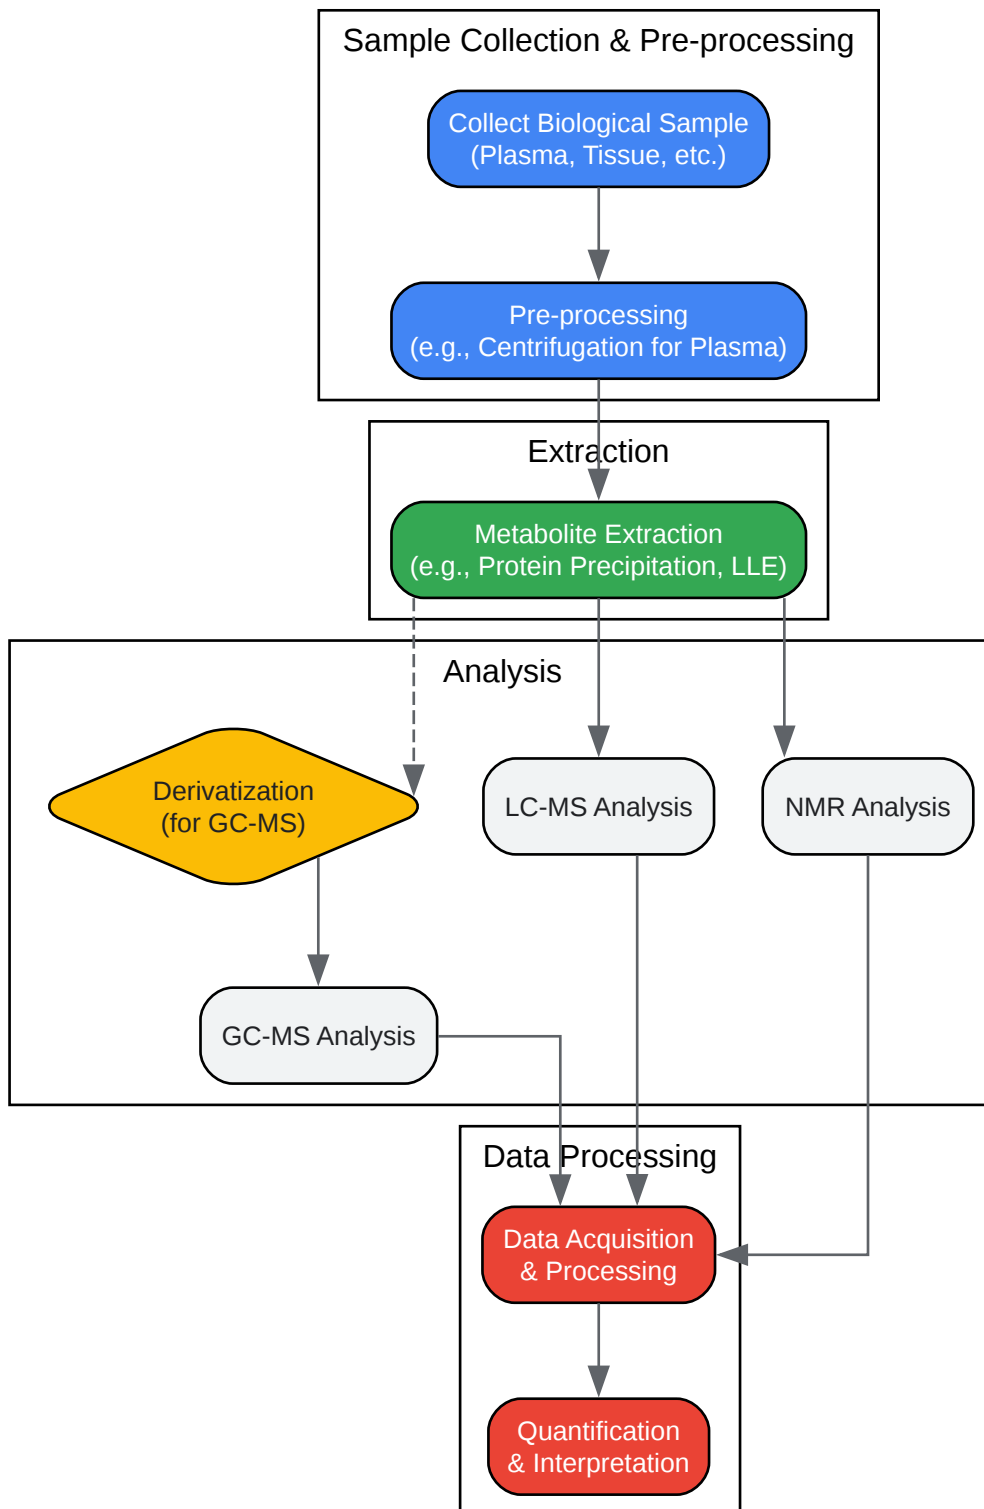 Sample Collection & Pre-processing
Collect Biological Sample
(Plasma, Tissue, etc.)
Pre-processing
(e.g., Centrifugation for Plasma)
Extraction
Metabolite Extraction
(e.g., Protein Precipitation, LLE)
Analysis
Derivatization
(for GC-MS)
LC-MS Analysis
NMR Analysis
GC-MS Analysis
Data Processing
Data Acquisition
& Processing
Quantification
& Interpretation